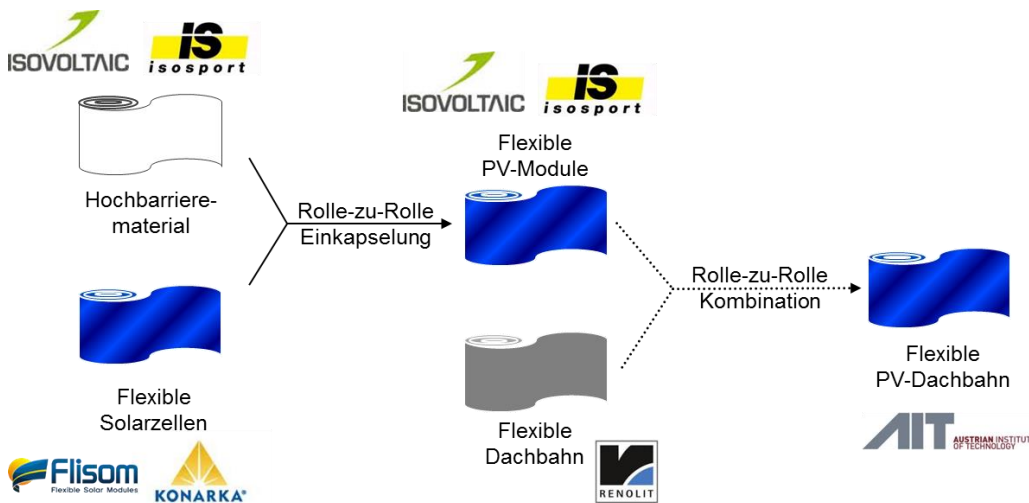 ISOVOLTAIC
IS
isosport
Hochbarriere-
material
Flexible
Solarzellen
Flisom
Flexible Solar Modules
KONARKA®
Rolle-zu-Rolle
Einkapselung
ISOVOLTAIC
IS
isosport
Flexible
PV-Module
Flexible
Dachbahn
RENOLIT
Rolle-zu-Rolle
Kombination
Flexible
PV-Dachbahn
AIT
AUSTRIAN INSTITUT
OF TECHNOLOGY